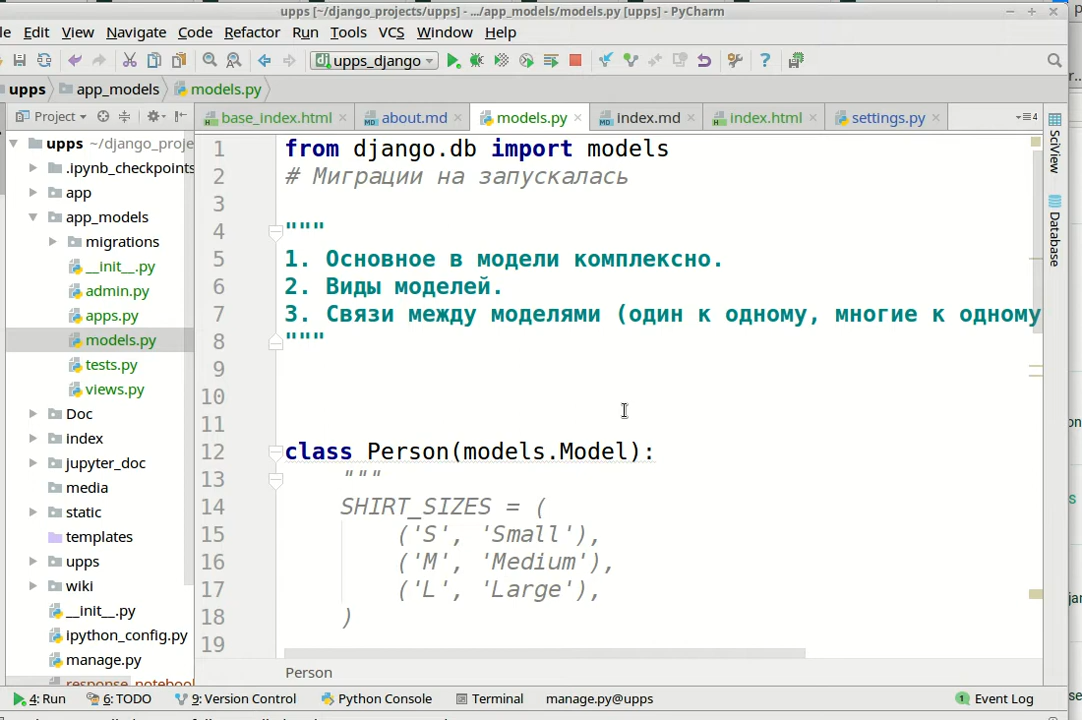 upps [~/django_projects/upps] - .../app_models/models.py [upps] - PyCharm
le Edit View Navigate Code Refactor Run Tools VCS Window Help
upps_django
upps app_models models.py
Project
base_index.html about.md models.py index.md index.html settings.py 4
upps ~/django_proje
.ipynb_checkpoints
app
app_models
migrations
__init__.py
admin.py
apps.py
models.py
tests.py
views.py
Doc
index
jupyter_doc
media
static
templates
upps
wiki
__init__.py
ipython_config.py
manage.py
1 from django.db import models
2 # Миграции на запускалась
3
4 """
5 1. Основное в модели комплексно.
6 2. Виды моделей.
7 3. Связи между моделями (один к одному, многие к одному
8 """
9
10
11
12 class Person(models.Model):
13 """
14 SHIRT_SIZES = (
15 ('S', 'Small'),
16 ('M', 'Medium'),
17 ('L', 'Large'),
18 )
19
Person
SciView
Database
4: Run 6: TODO 9: Version Control Python Console Terminal manage.py@upps 1 Event Log